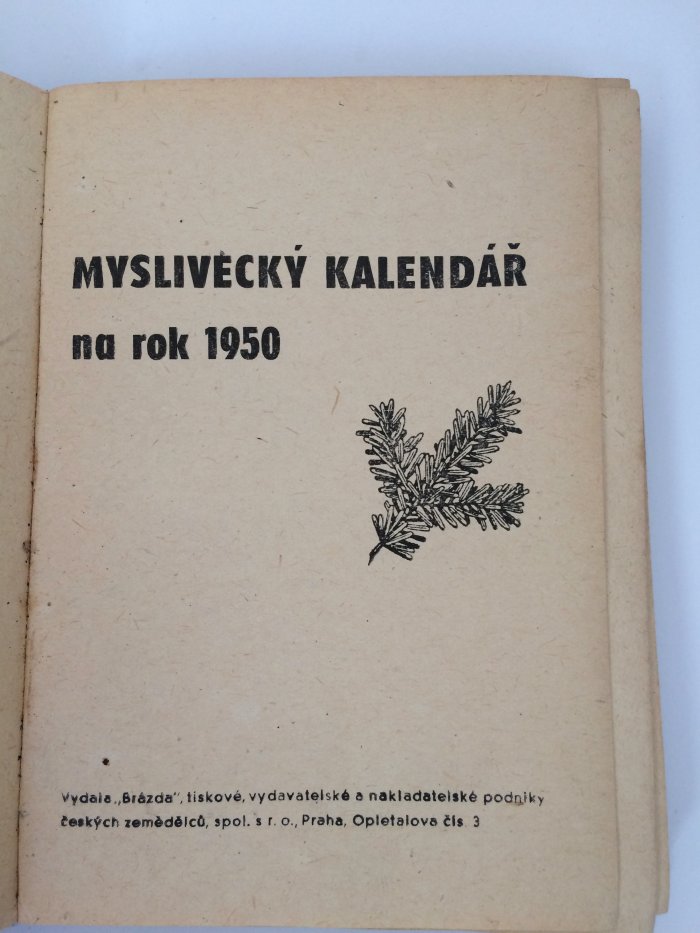 MYSLIVECKÝ KALENDÁŘ
na rok 1950
Vydala „Brázda", tiskové, vydavatelské a nakladatelské podniky
českých zemědělců, spol. s r. o., Praha, Opletalova čís. 3